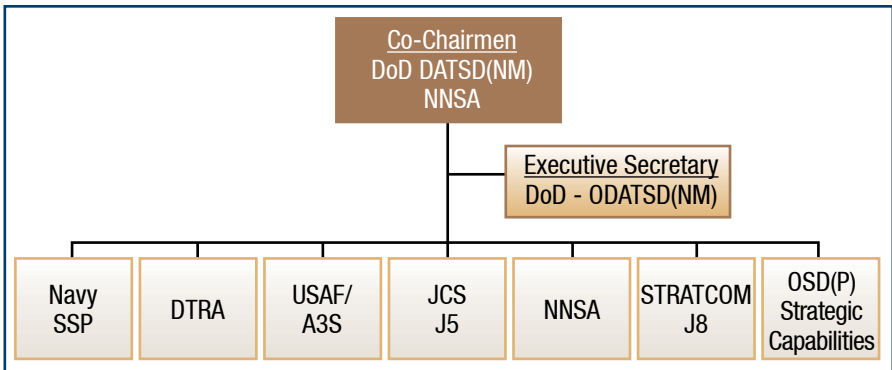 Co-Chairmen
DoD DATSD(NM)
NNSA
Executive Secretary
DoD - ODATSD(NM)
Navy
SSP
DTRA
USAF/
A3S
JCS
J5
NNSA
STRATCOM
J8
OSD(P)
Strategic
Capabilities